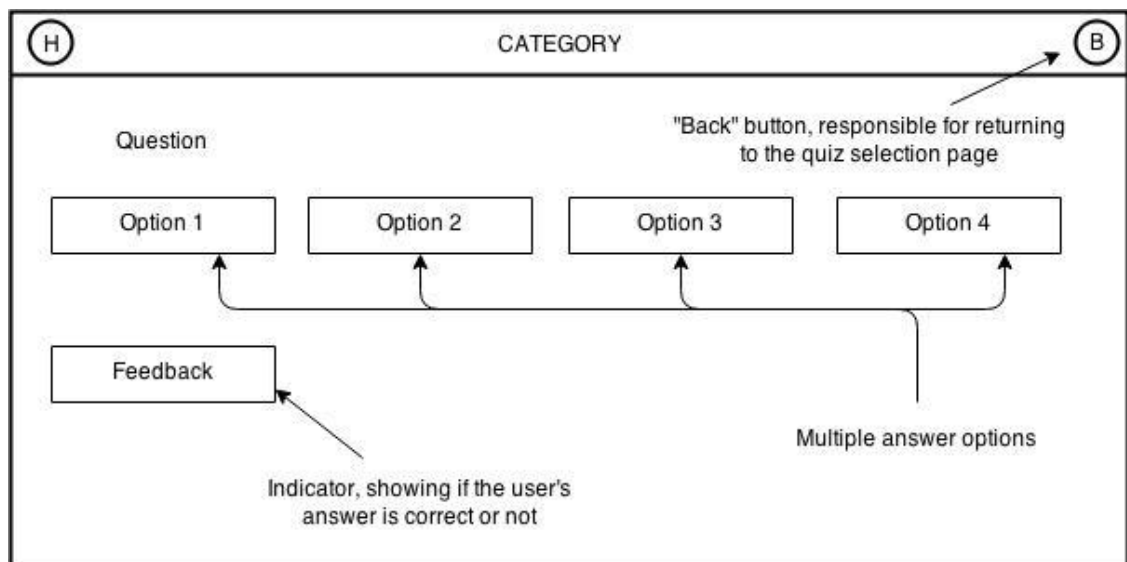 H
CATEGORY
B
"Back" button, responsible for returning
to the quiz selection page
Question
Option 1
Option 2
Option 3
Option 4
Feedback
Multiple answer options
Indicator, showing if the user's
answer is correct or not